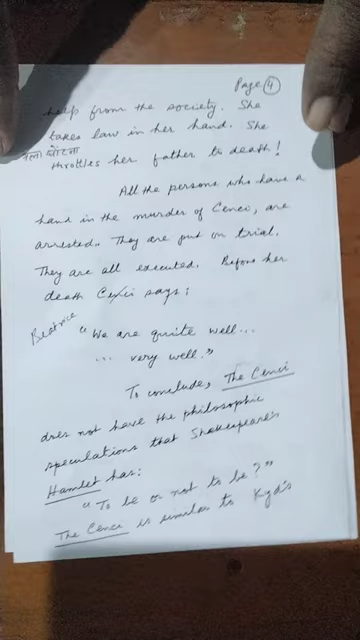 Page 4
help from the society. She
takes law in her hand. She
गला घोंटना
throttles her father to death!
All the persons who have a
hand in the murder of Cenci, are
arrested.. They are put on trial.
They are all executed. Before her
death Cenci says:
Beatrice
"We are quite well...
... very well."
To conclude, The Cenci
does not have the philosophic
speculations that Shakespeare's
Hamlet has:
"To be or not to be?"
The Cenci is similar to Kyd's